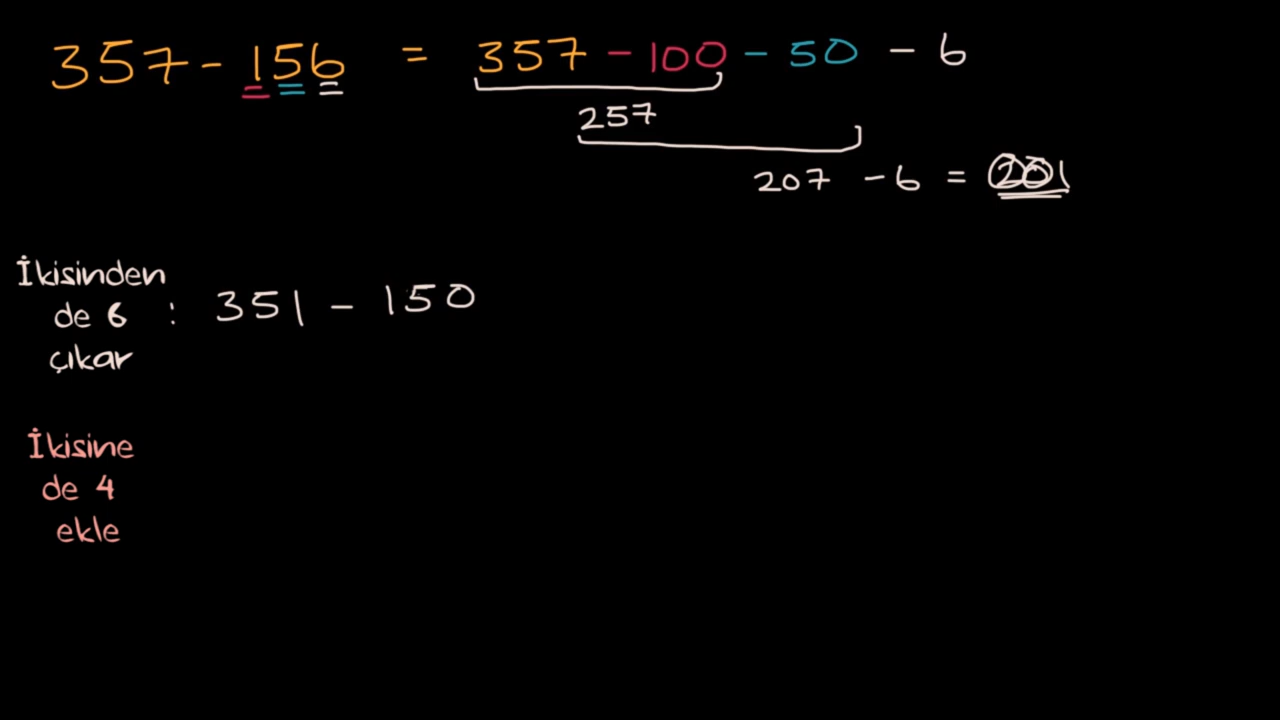 357 - 156 = 357 - 100 - 50 - 6
257
207 - 6 = 201
İkisinden
de 6 : 351 - 150
çıkar
İkisine
de 4
ekle